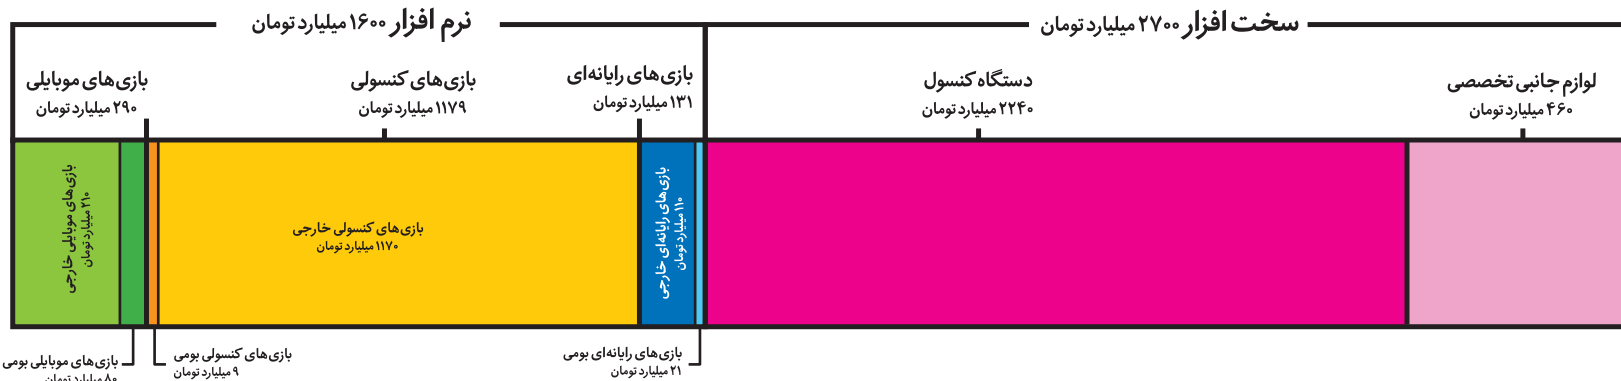 سخت افزار ۲۷۰۰ میلیارد تومان
نرم افزار ۱۶۰۰ میلیارد تومان
لوازم جانبی تخصصی
۴۶۰ میلیارد تومان
دستگاه کنسول
۲۲۴۰ میلیارد تومان
بازی‌های رایانه‌ای
۱۳۱ میلیارد تومان
بازی‌های کنسولی
۱۱۷۹ میلیارد تومان
بازی‌های موبایلی
۲۹۰ میلیارد تومان
بازی‌های رایانه‌ای خارجی
۱۱۰ میلیارد تومان
بازی‌های کنسولی خارجی
۱۱۷۰ میلیارد تومان
بازی‌های موبایلی خارجی
۲۱۰ میلیارد تومان
بازی‌های رایانه‌ای بومی
۲۱ میلیارد تومان
بازی‌های کنسولی بومی
۹ میلیارد تومان
بازی‌های موبایلی بومی
۸۰ میلیارد تومان